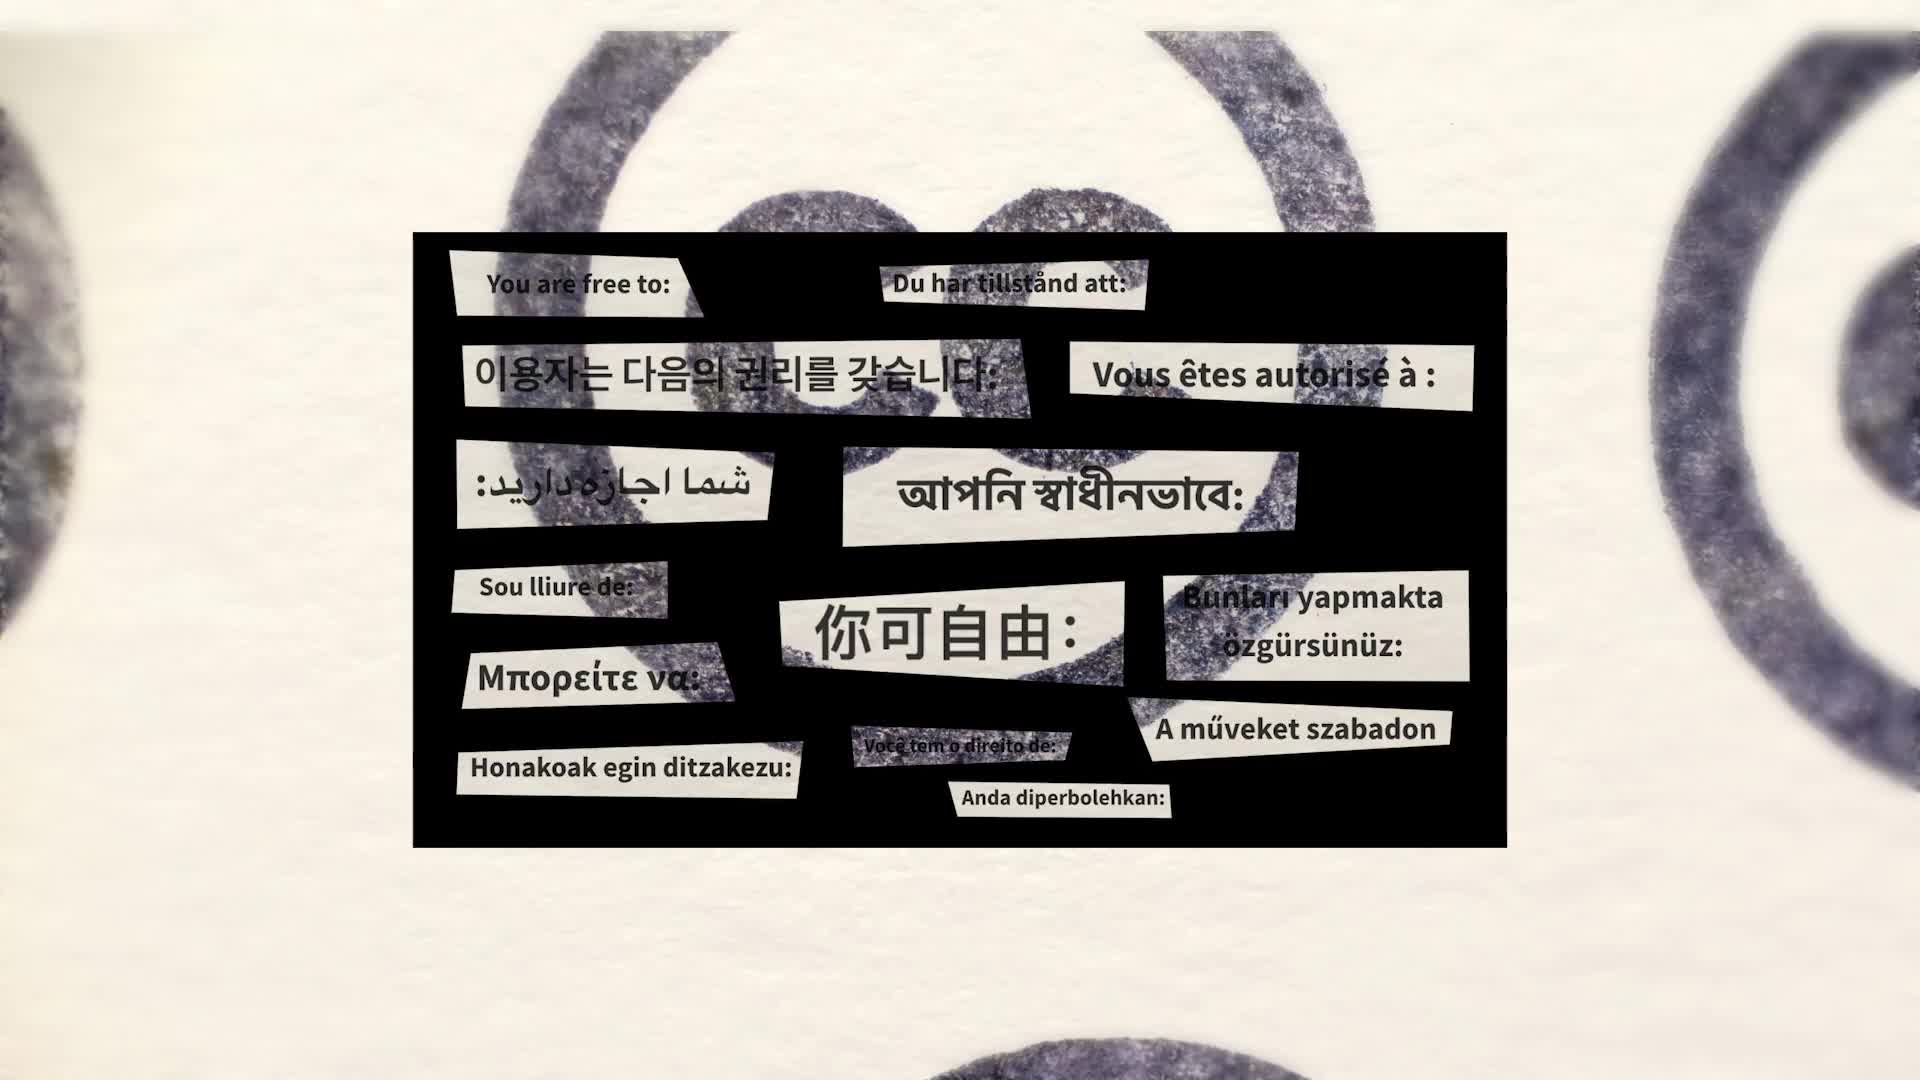 You are free to:
Du har tillstånd att:
이용자는 다음의 권리를 갖습니다:
Vous êtes autorisé à :
شما اجازه دارید:
আপনি স্বাধীনভাবে:
Sou lliure de:
你可自由：
Bunları yapmakta
özgürsünüz:
Μπορείτε να:
A műveket szabadon
Você tem o direito de:
Honakoak egin ditzakezu:
Anda diperbolehkan: